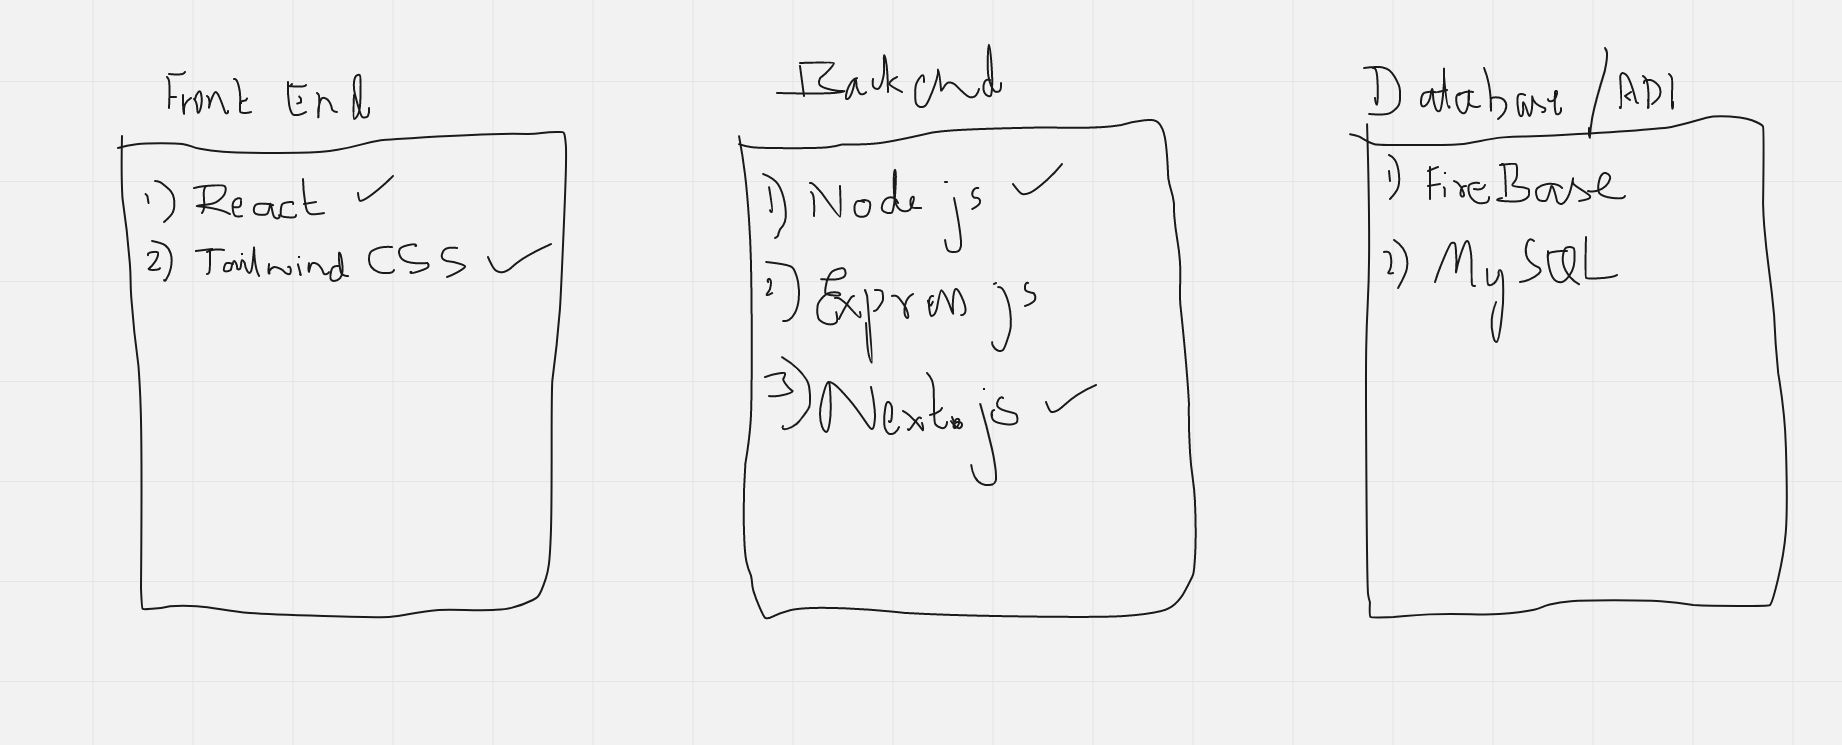 Front End
1) React ✓
2) Tailwind CSS ✓
Backend
1) Node js ✓
2) Express js
3) Next.js ✓
Database/API
1) FireBase
2) MySQL